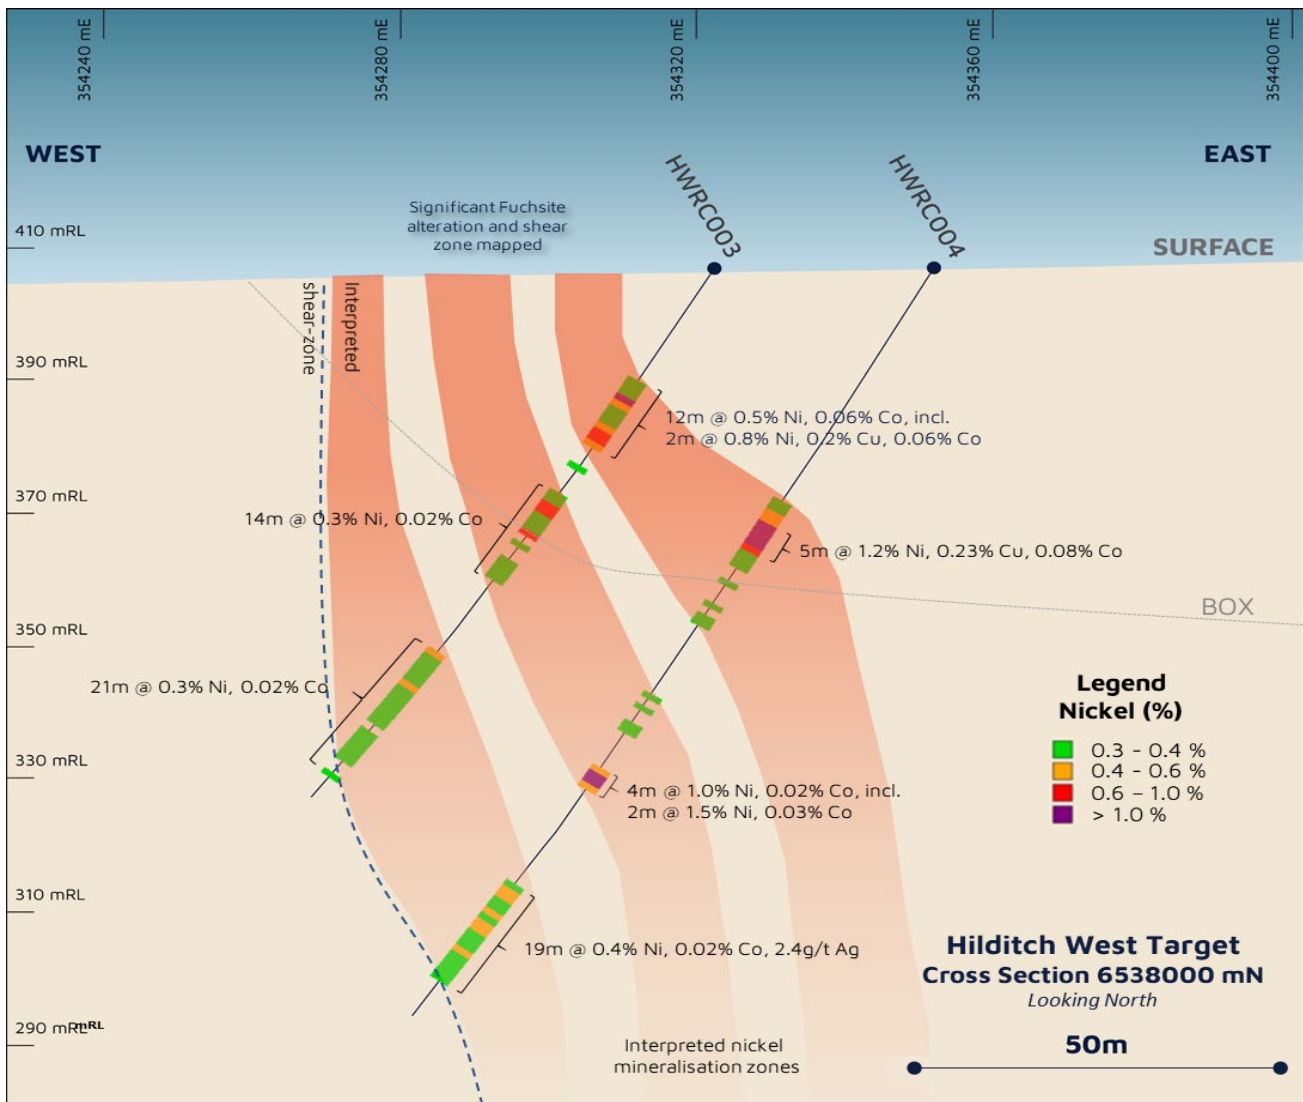 354240 mE
354280 mE
354320 mE
354360 mE
354400 mE
WEST
EAST
HWRC003
HWRC004
Significant Fuchsite
alteration and shear
zone mapped
410 mRL
SURFACE
Interpreted
shear-zone
390 mRL
12m @ 0.5% Ni, 0.06% Co, incl.
2m @ 0.8% Ni, 0.2% Cu, 0.06% Co
370 mRL
14m @ 0.3% Ni, 0.02% Co
5m @ 1.2% Ni, 0.23% Cu, 0.08% Co
BOX
350 mRL
21m @ 0.3% Ni, 0.02% Co
Legend
Nickel (%)
0.3 - 0.4 %
0.4 - 0.6 %
0.6 – 1.0 %
> 1.0 %
330 mRL
4m @ 1.0% Ni, 0.02% Co, incl.
2m @ 1.5% Ni, 0.03% Co
310 mRL
19m @ 0.4% Ni, 0.02% Co, 2.4g/t Ag
Hilditch West Target
Cross Section 6538000 mN
Looking North
290 mRL
mRL
Interpreted nickel
mineralisation zones
50m